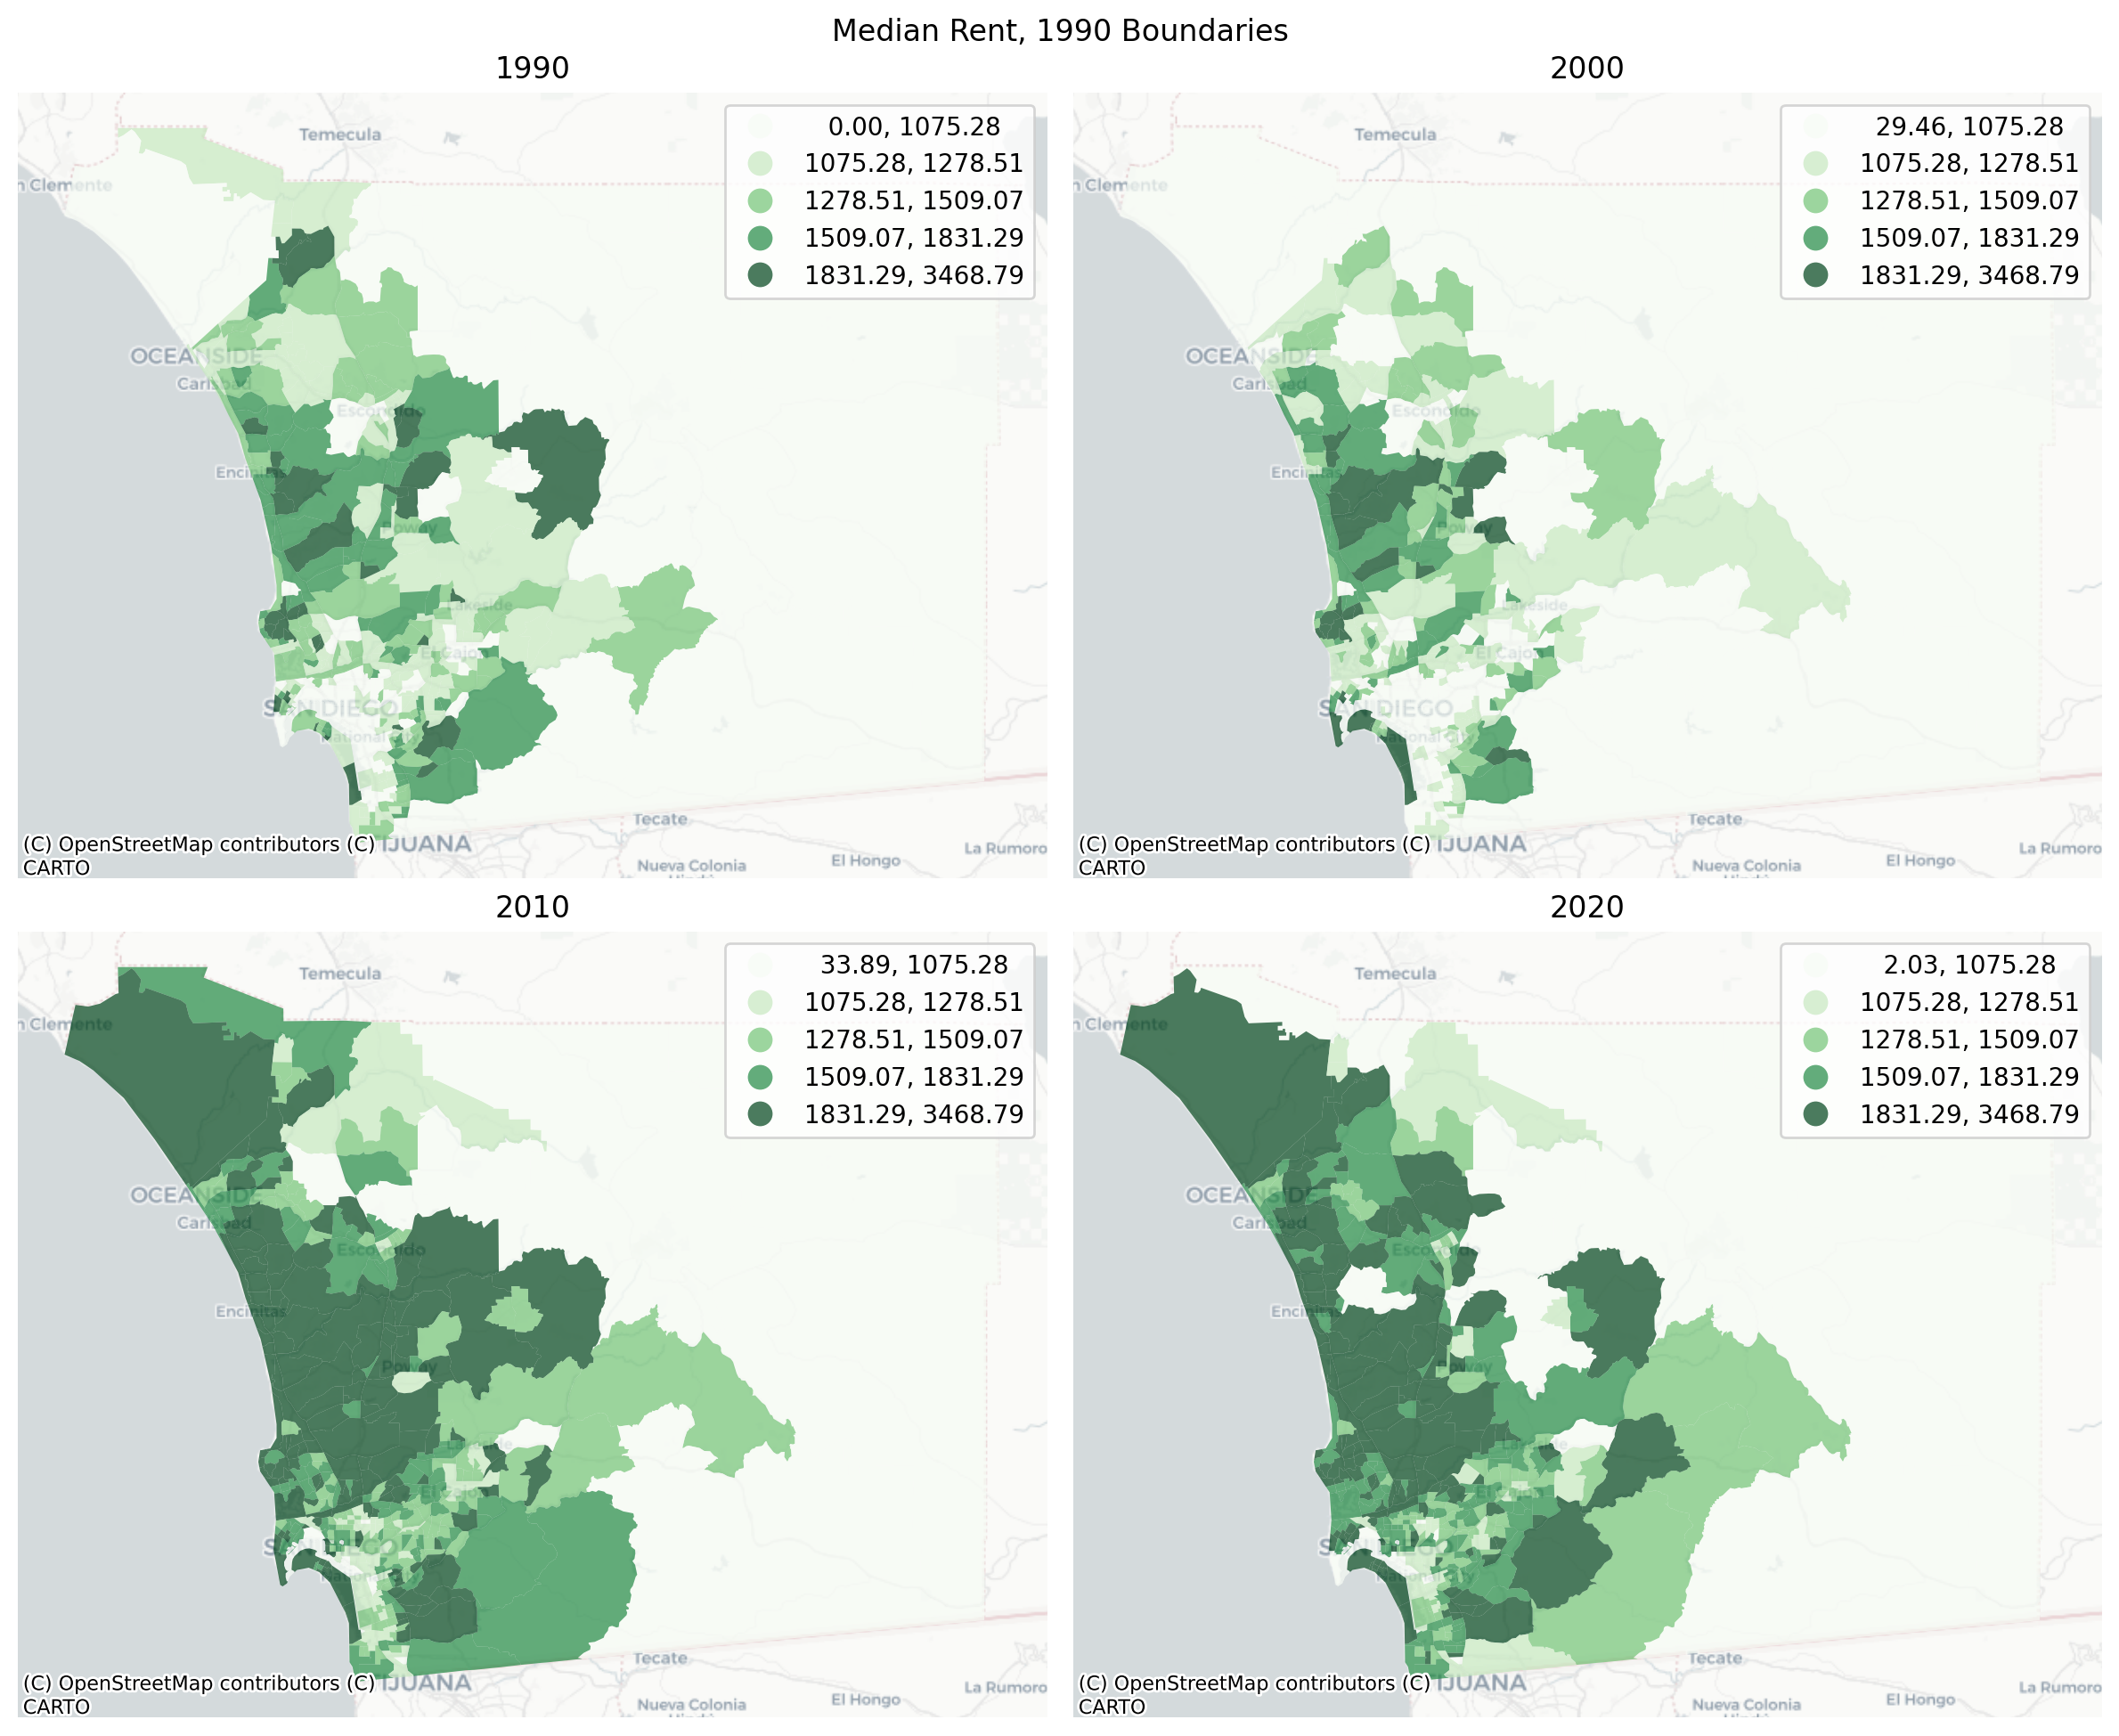 Median Rent, 1990 Boundaries
1990
Temecula
n Clemente
0.00, 1075.28
1075.28, 1278.51
1278.51, 1509.07
1509.07, 1831.29
1831.29, 3468.79
OCEANSIDE
Carlsbad
Escondido
Encinitas
Poway
Lakeside
El Cajon
SAN DIEGO
National City
Tecate
IJUANA
El Hongo
La Rumoro
Nueva Colonia
(C) OpenStreetMap contributors (C)
CARTO
2000
Temecula
n Clemente
29.46, 1075.28
1075.28, 1278.51
1278.51, 1509.07
1509.07, 1831.29
1831.29, 3468.79
OCEANSIDE
Carlsbad
Escondido
Encinitas
Poway
Lakeside
El Cajon
SAN DIEGO
National City
Tecate
IJUANA
El Hongo
La Rumoro
Nueva Colonia
(C) OpenStreetMap contributors (C)
CARTO
2010
Temecula
n Clemente
33.89, 1075.28
1075.28, 1278.51
1278.51, 1509.07
1509.07, 1831.29
1831.29, 3468.79
OCEANSIDE
Carlsbad
Escondido
Encinitas
Poway
Lakeside
El Cajon
SAN DIEGO
National City
Tecate
IJUANA
El Hongo
La Rumoro
Nueva Colonia
(C) OpenStreetMap contributors (C)
CARTO
2020
Temecula
n Clemente
2.03, 1075.28
1075.28, 1278.51
1278.51, 1509.07
1509.07, 1831.29
1831.29, 3468.79
OCEANSIDE
Carlsbad
Escondido
Encinitas
Poway
Lakeside
El Cajon
SAN DIEGO
National City
Tecate
IJUANA
El Hongo
La Rumoro
Nueva Colonia
(C) OpenStreetMap contributors (C)
CARTO